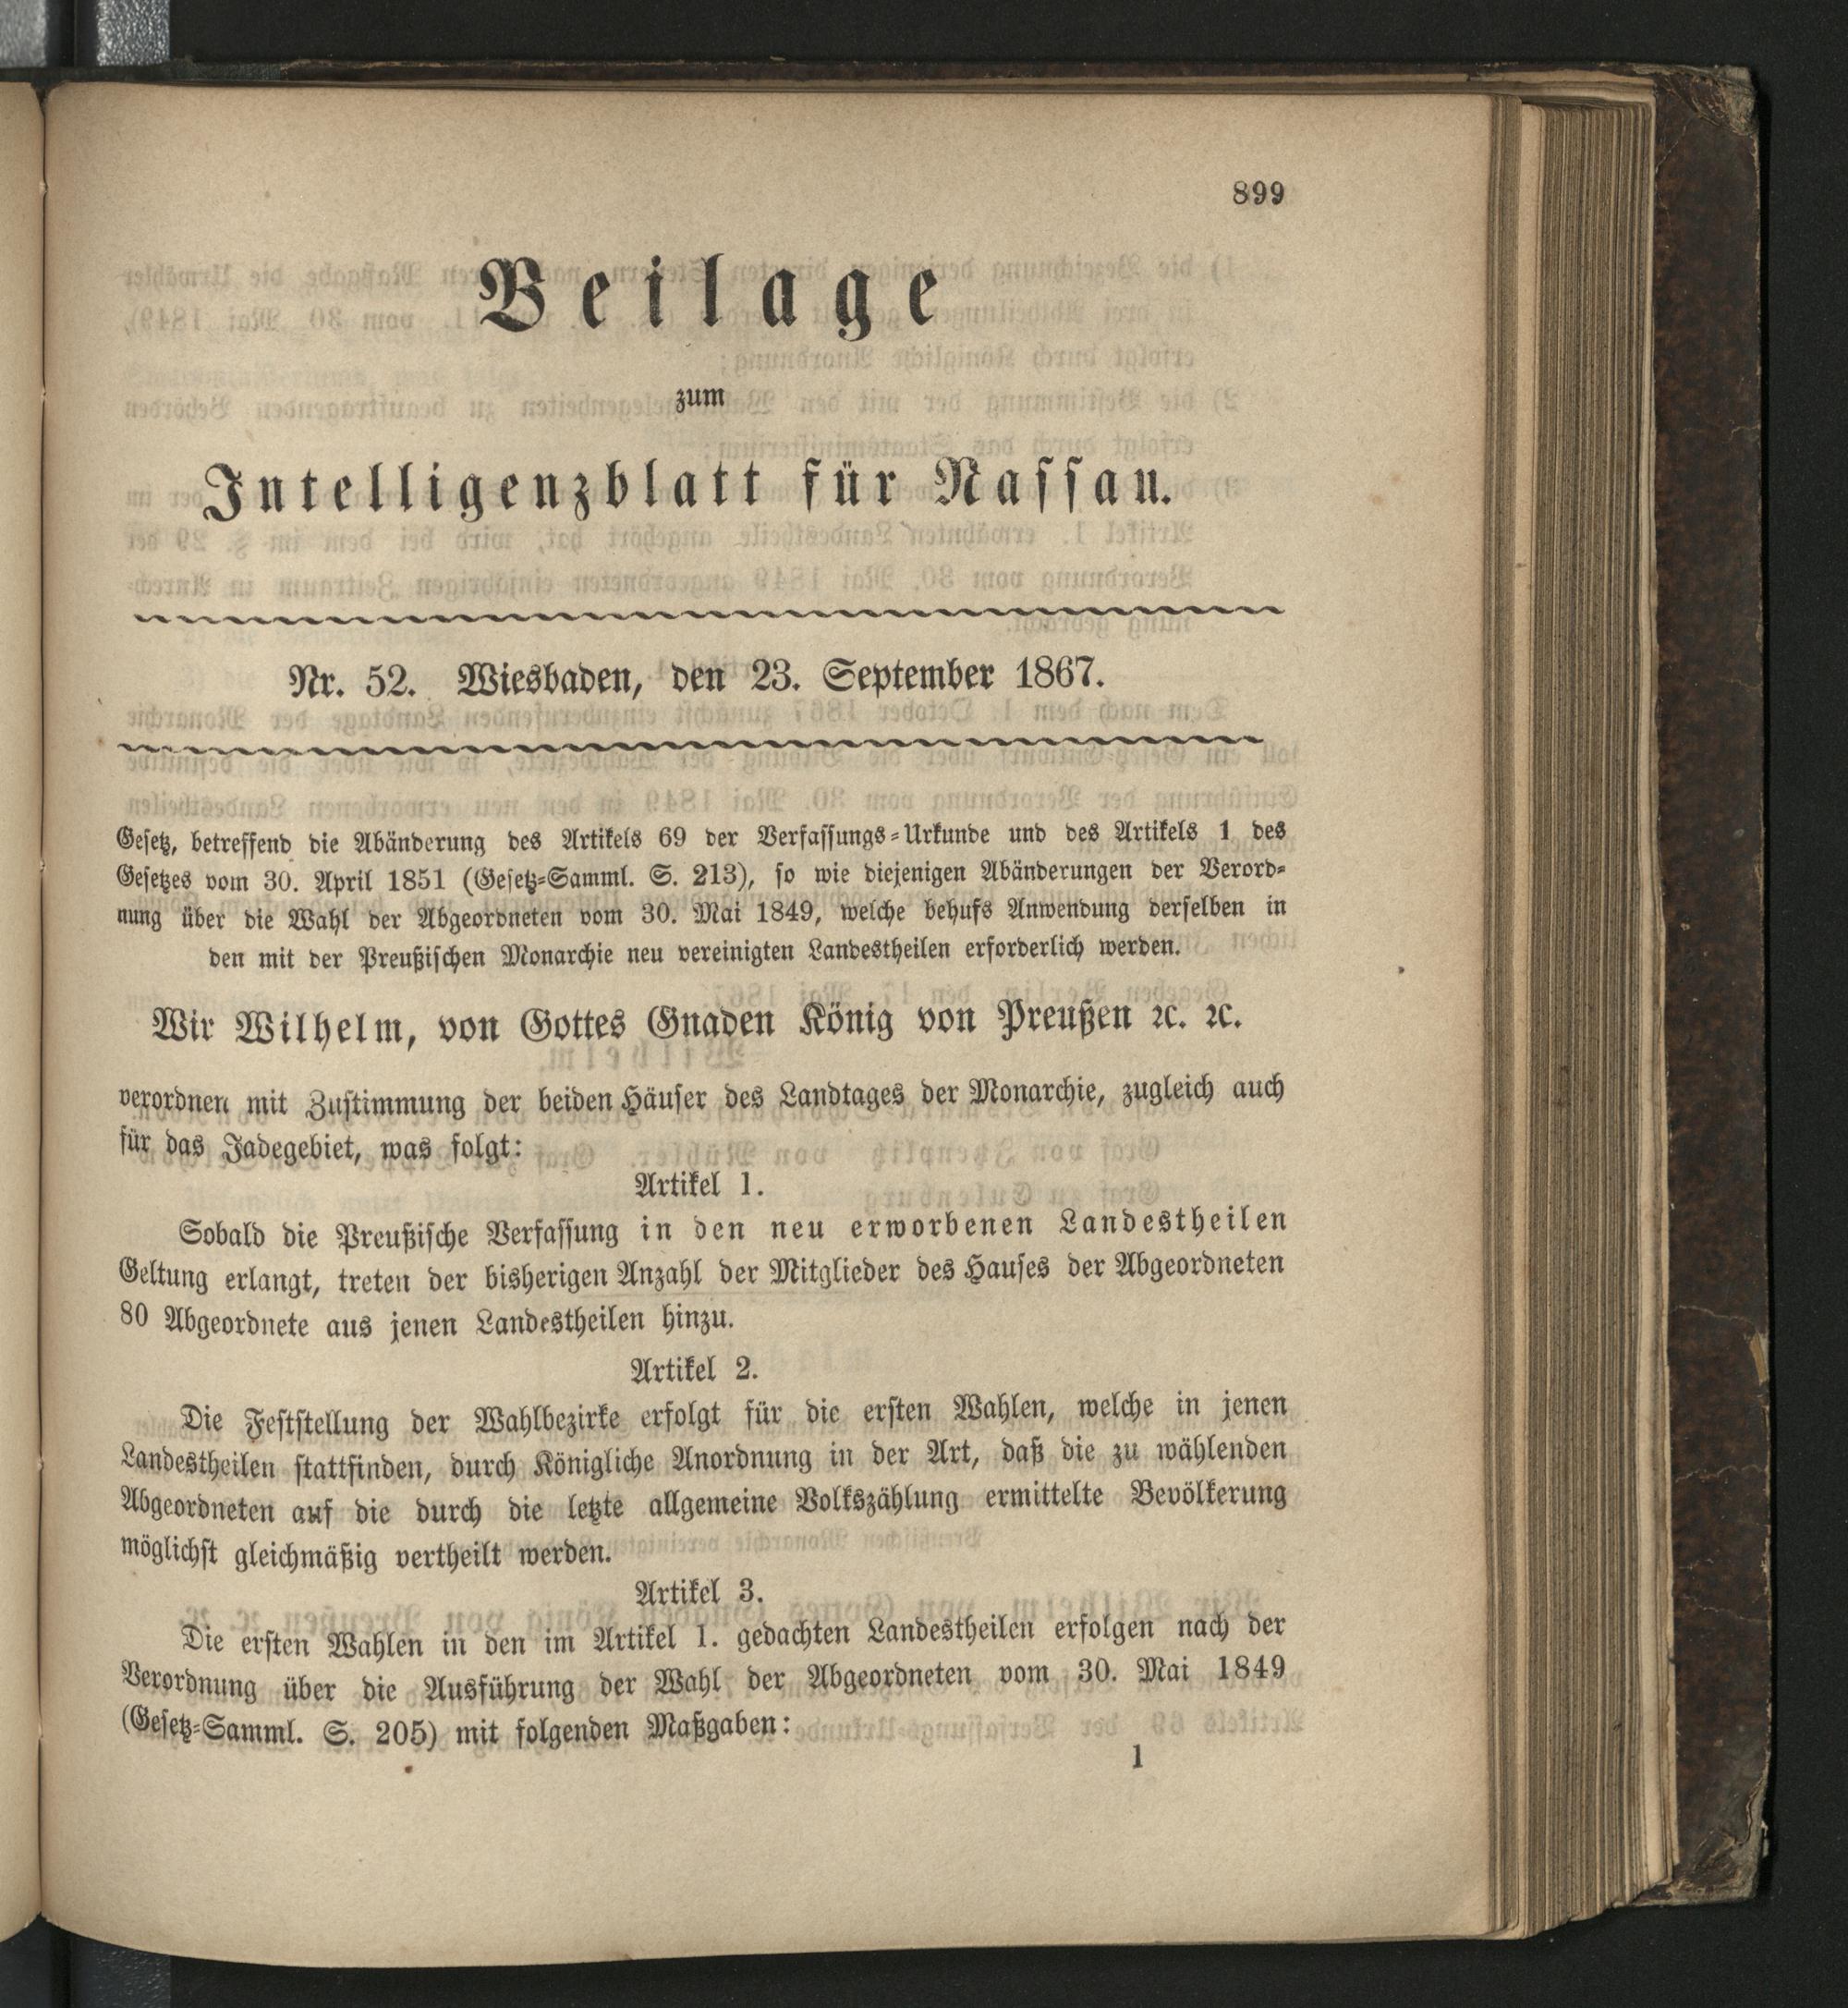 899
Beilage
zum
Intelligenzblatt für Nassau.
Nr. 52. Wiesbaden, den 23. September 1867.
Gesetz, betreffend die Abänderung des Artikels 69 der Verfassungs-Urkunde und des Artikels 1 des
Gesetzes vom 30. April 1851 (Gesetz-Samml. S. 213), so wie diejenigen Abänderungen der Verord-
nung über die Wahl der Abgeordneten vom 30. Mai 1849, welche behufs Anwendung derselben in
den mit der Preußischen Monarchie neu vereinigten Landestheilen erforderlich werden.
Wir Wilhelm, von Gottes Gnaden König von Preußen ꝛc. ꝛc.
verordnen mit Zustimmung der beiden Häuser des Landtages der Monarchie, zugleich auch
für das Jadegebiet, was folgt:
Artikel 1.
Sobald die Preußische Verfassung in den neu erworbenen Landestheilen
Geltung erlangt, treten der bisherigen Anzahl der Mitglieder des Hauses der Abgeordneten
80 Abgeordnete aus jenen Landestheilen hinzu.
Artikel 2.
Die Feststellung der Wahlbezirke erfolgt für die ersten Wahlen, welche in jenen
Landestheilen stattfinden, durch Königliche Anordnung in der Art, daß die zu wählenden
Abgeordneten auf die durch die letzte allgemeine Volkszählung ermittelte Bevölkerung
möglichst gleichmäßig vertheilt werden.
Artikel 3.
Die ersten Wahlen in den im Artikel 1. gedachten Landestheilen erfolgen nach der
Verordnung über die Ausführung der Wahl der Abgeordneten vom 30. Mai 1849
(Gesetz-Samml. S. 205) mit folgenden Maßgaben:
1